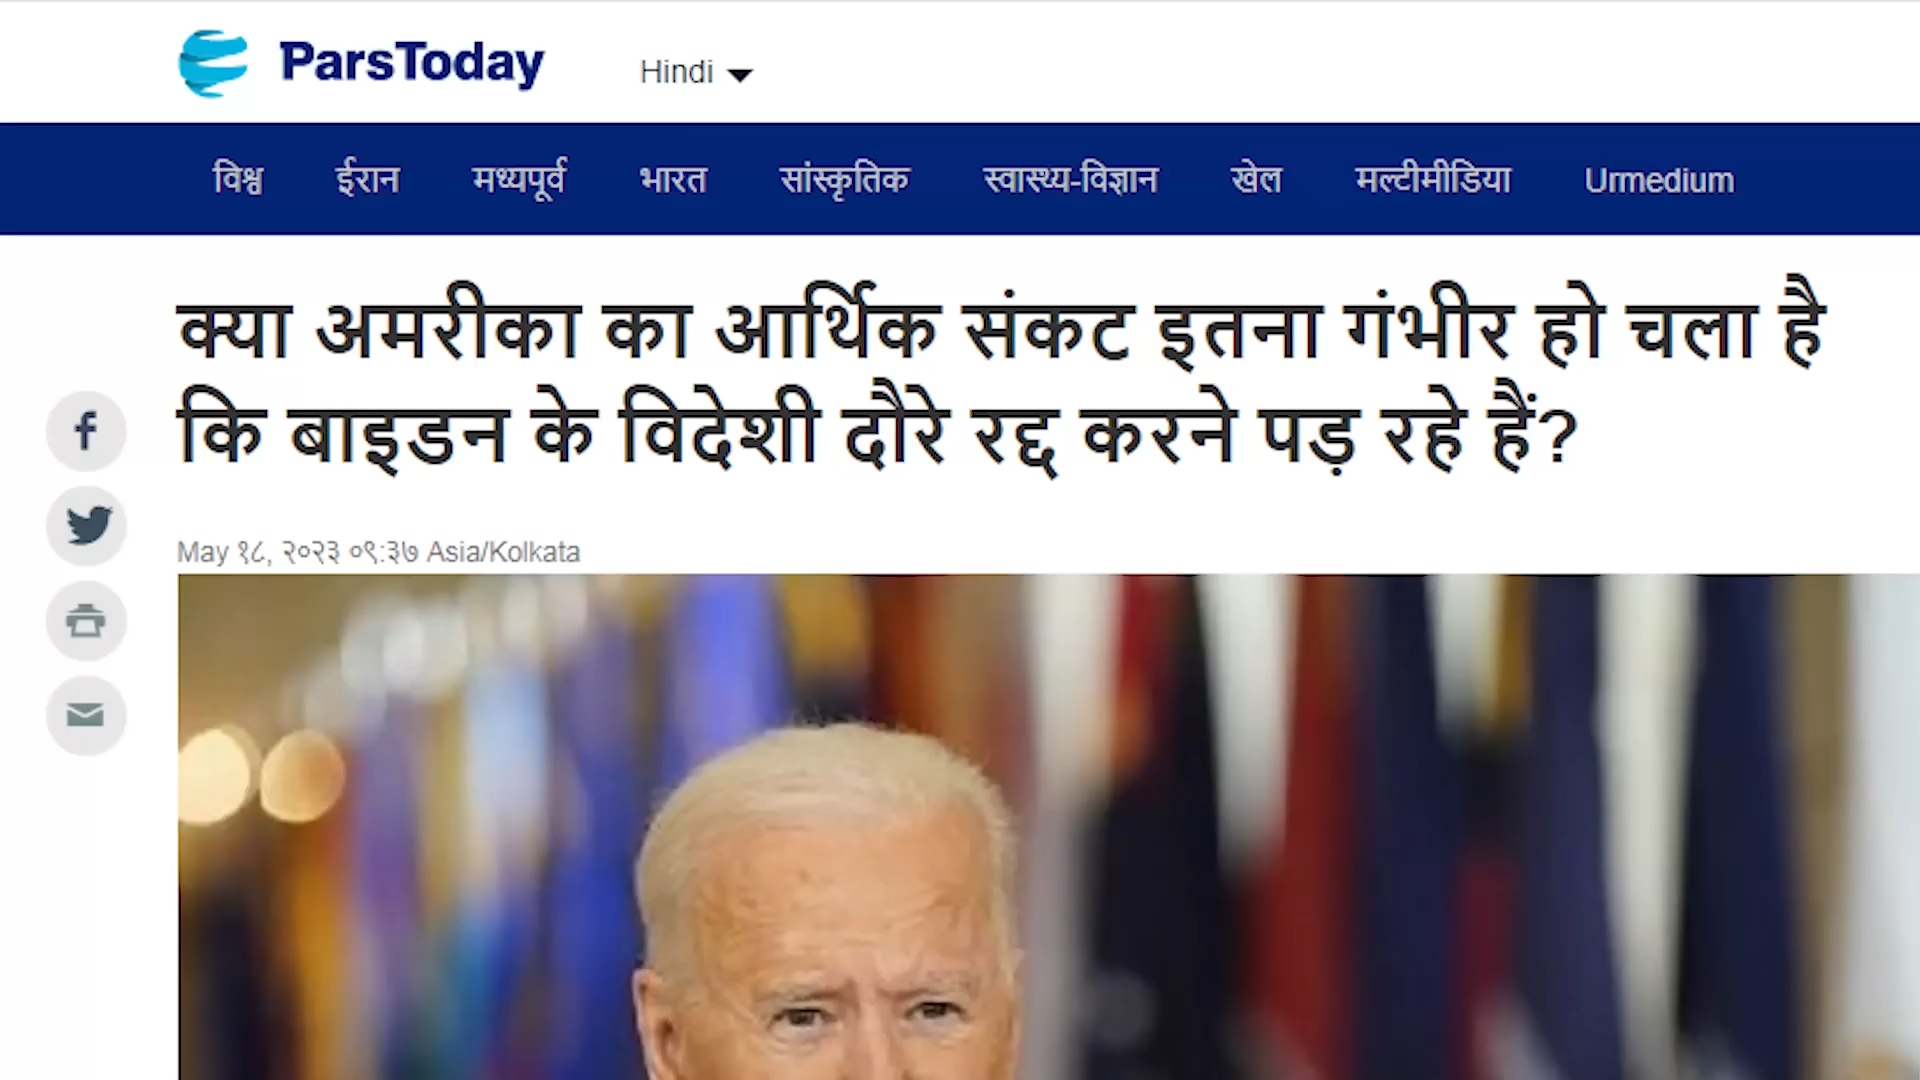 ParsToday
Hindi
विश्व ईरान मध्यपूर्व भारत सांस्कृतिक स्वास्थ्य-विज्ञान खेल मल्टीमीडिया Urmedium
क्या अमरीका का आर्थिक संकट इतना गंभीर हो चला है
कि बाइडन के विदेशी दौरे रद्द करने पड़ रहे हैं?
May १८, २०२३ ०९:३७ Asia/Kolkata